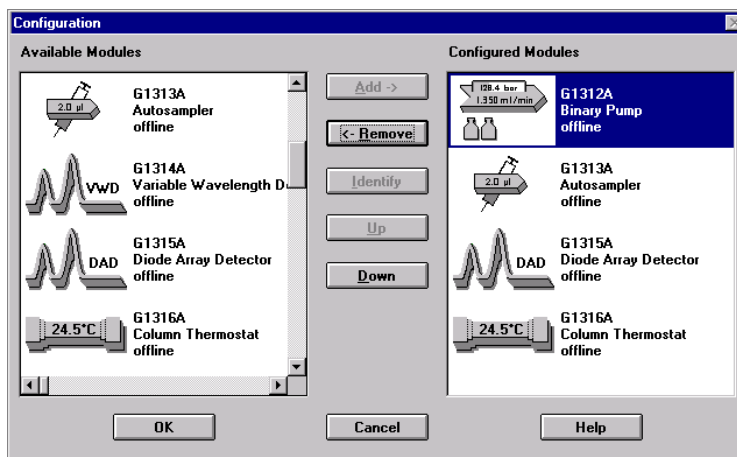 Configuration
Available Modules
2.0 µl
G1313A
Autosampler
offline
VWD
G1314A
Variable Wavelength D
offline
DAD
G1315A
Diode Array Detector
offline
24.5°C
G1316A
Column Thermostat
offline
Add ->
<- Remove
Identify
Up
Down
Configured Modules
128.4 bar
1.350 ml/min
G1312A
Binary Pump
offline
2.0 µl
G1313A
Autosampler
offline
DAD
G1315A
Diode Array Detector
offline
24.5°C
G1316A
Column Thermostat
offline
OK
Cancel
Help